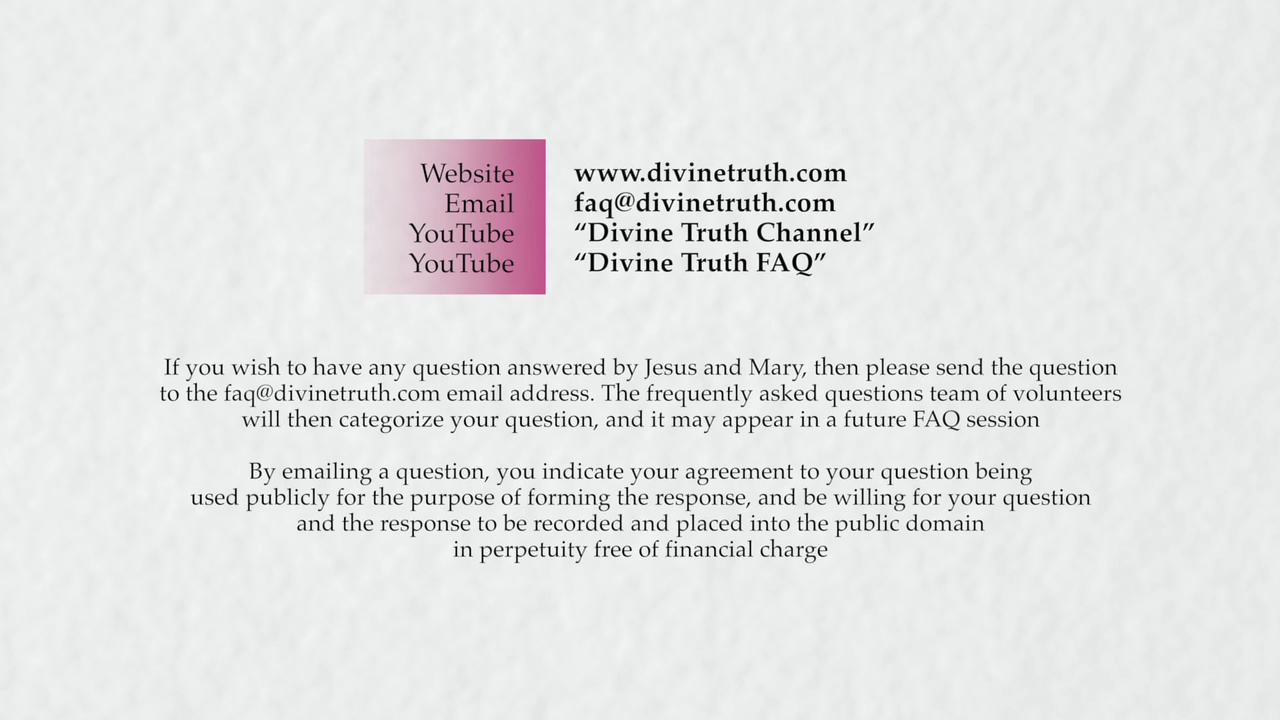 Website www.divinetruth.com
Email faq@divinetruth.com
YouTube “Divine Truth Channel”
YouTube “Divine Truth FAQ”
If you wish to have any question answered by Jesus and Mary, then please send the question
to the faq@divinetruth.com email address. The frequently asked questions team of volunteers
will then categorize your question, and it may appear in a future FAQ session
By emailing a question, you indicate your agreement to your question being
used publicly for the purpose of forming the response, and be willing for your question
and the response to be recorded and placed into the public domain
in perpetuity free of financial charge